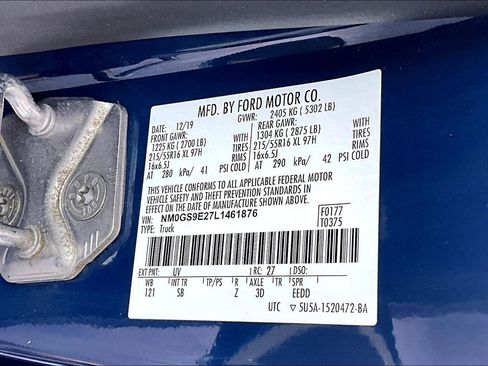 MFD. BY FORD MOTOR CO.
DATE: 12/19 GVWR: 2405 KG ( 5302 LB)
FRONT GAWR: REAR GAWR:
1225 KG ( 2700 LB) WITH 1304 KG ( 2875 LB) WITH
215/55R16 XL 97H TIRES 215/55R16 XL 97H TIRES
16x6.5J RIMS 16x6.5J RIMS
AT 280 kPa/ 41 PSI COLD AT 290 kPa/ 42 PSI COLD
THIS VEHICLE CONFORMS TO ALL APPLICABLE FEDERAL MOTOR
VEHICLE SAFETY AND THEFT PREVENTION STANDARDS IN
EFFECT ON THE DATE OF MANUFACTURE SHOWN ABOVE.
VIN: NM0GS9E27L1461876 F0177
TYPE: Truck T0375
EXT PNT: UV RC: 27 DSO:
WB INT TR TP/PS R AXLE TR SPR
121 SB Z 3D EEDD
UTC 5U5A-1520472-BA